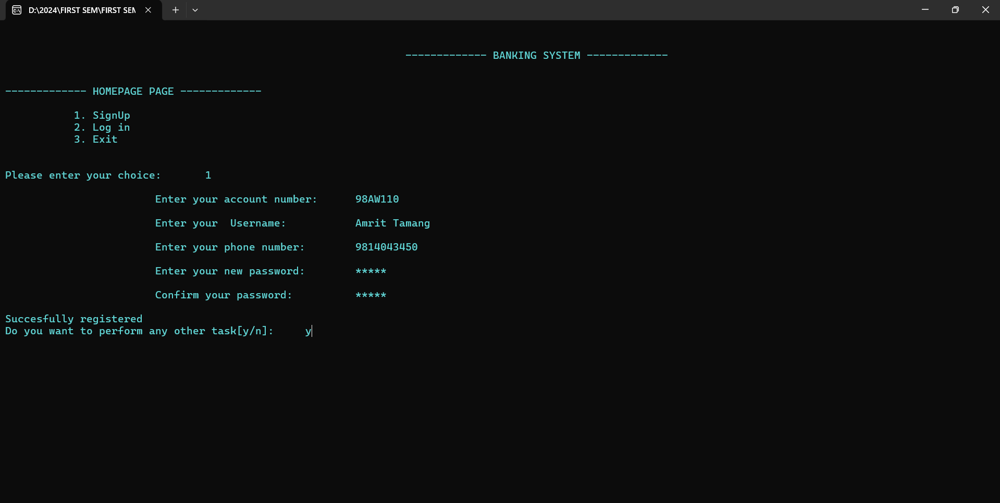 D:\2024\FIRST SEM\FIRST SEM
------------- BANKING SYSTEM -------------
------------- HOMEPAGE PAGE -------------
1. SignUp
2. Log in
3. Exit
Please enter your choice: 1
Enter your account number: 98AW110
Enter your  Username: Amrit Tamang
Enter your phone number: 9814043450
Enter your new password: *****
Confirm your password: *****
Succesfully registered
Do you want to perform any other task[y/n]: y